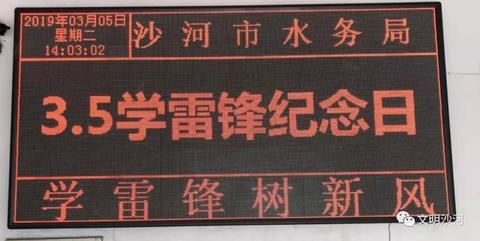 2019年03月05日
星期二
14:03:02
沙河市水务局
3.5学雷锋纪念日
学雷锋树新风
文明沙河